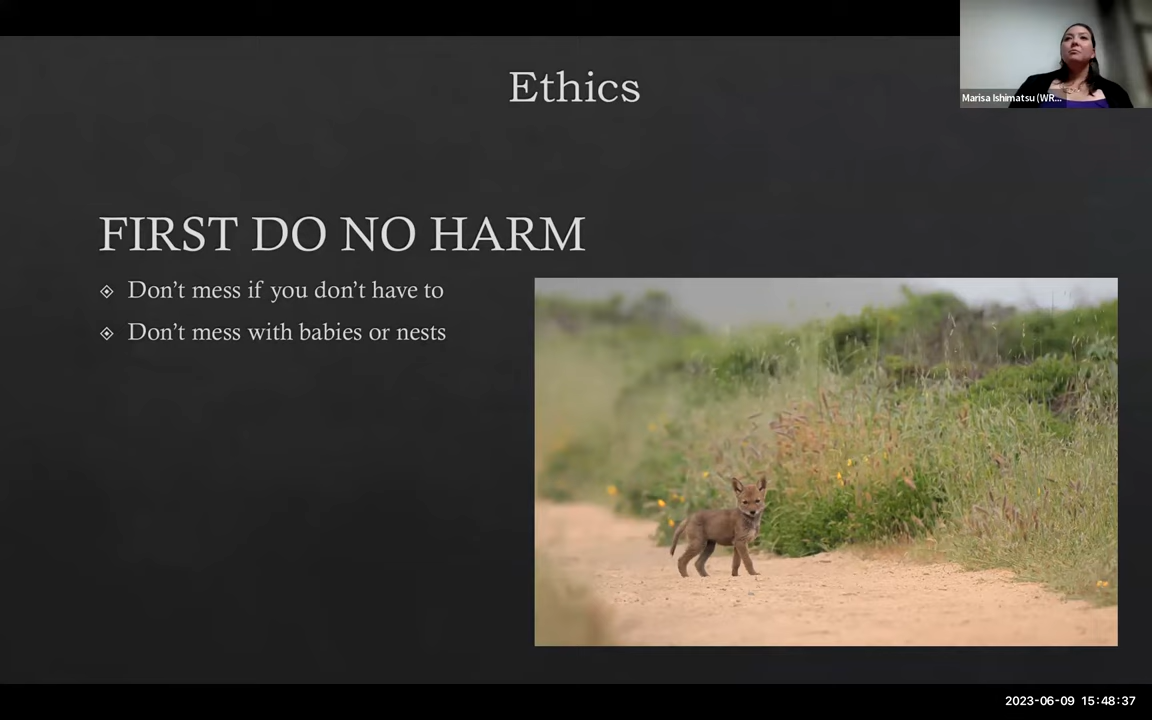 Ethics
Marisa Ishimatsu (WR...
FIRST DO NO HARM
Don’t mess if you don’t have to
Don’t mess with babies or nests
2023-06-09 15:48:37